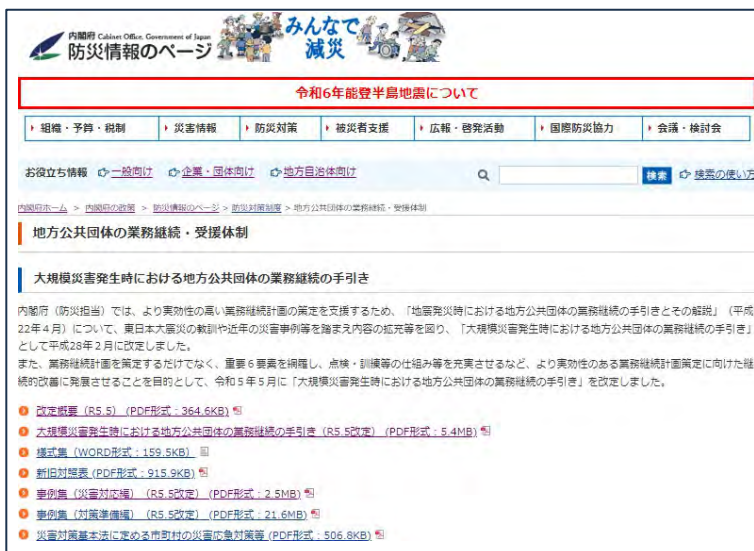 内閣府 Cabinet Office, Government of Japan
防災情報のページ
みんなで
減災
令和6年能登半島地震について
組織・予算・税制
災害情報
防災対策
被災者支援
広報・啓発活動
国際防災協力
会議・検討会
お役立ち情報 一般向け 企業・団体向け 地方自治体向け
検索 検索の使い方
内閣府ホーム > 内閣府の政策 > 防災情報のページ > 防災対策制度 > 地方公共団体の業務継続・受援体制
地方公共団体の業務継続・受援体制
大規模災害発生時における地方公共団体の業務継続の手引き
内閣府（防災担当）では、より実効性の高い業務継続計画の策定を支援するため、「地震発災時における地方公共団体の業務継続の手引きとその解説」（平成
22年４月）について、東日本大震災の教訓や近年の災害事例等を踏まえ内容の拡充等を図り、「大規模災害発生時における地方公共団体の業務継続の手引き」
として平成28年２月に改定しました。
また、業務継続計画を策定するだけでなく、重要６要素を網羅し、点検・訓練等の仕組み等を充実させるなど、より実効性のある業務継続計画策定に向けた継
続的改善に発展させることを目的として、令和５年５月に「大規模災害発生時における地方公共団体の業務継続の手引き」を改定しました。
改定概要（R5.5）（PDF形式：364.6KB）
大規模災害発生時における地方公共団体の業務継続の手引き（R5.5改定）（PDF形式：5.4MB）
様式集（WORD形式：159.5KB）
新旧対照表（PDF形式：915.9KB）
事例集（災害対応編）（R5.5改定）（PDF形式：2.5MB）
事例集（対策準備編）（R5.5改定）（PDF形式：21.6MB）
災害対策基本法に定める市町村の災害応急対策等（PDF形式：506.8KB）